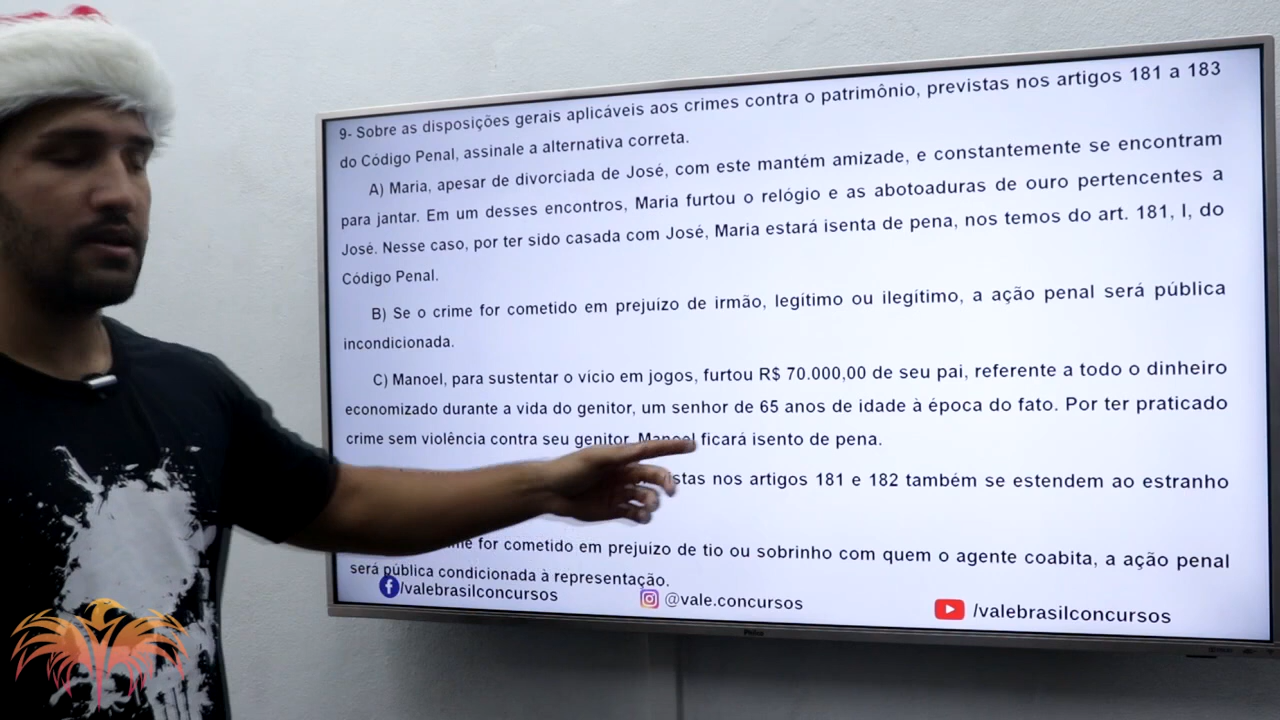 9- Sobre as disposições gerais aplicáveis aos crimes contra o patrimônio, previstas nos artigos 181 a 183
do Código Penal, assinale a alternativa correta.
A) Maria, apesar de divorciada de José, com este mantém amizade, e constantemente se encontram
para jantar. Em um desses encontros, Maria furtou o relógio e as abotoaduras de ouro pertencentes a
José. Nesse caso, por ter sido casada com José, Maria estará isenta de pena, nos temos do art. 181, I, do
Código Penal.
B) Se o crime for cometido em prejuízo de irmão, legítimo ou ilegítimo, a ação penal será pública
incondicionada.
C) Manoel, para sustentar o vício em jogos, furtou R$ 70.000,00 de seu pai, referente a todo o dinheiro
economizado durante a vida do genitor, um senhor de 65 anos de idade à época do fato. Por ter praticado
crime sem violência contra seu genitor, Manoel ficará isento de pena.
nos artigos 181 e 182 também se estendem ao estranho
for cometido em prejuízo de tio ou sobrinho com quem o agente coabita, a ação penal
será pública condicionada à representação.
/valebrasilconcursos @vale.concursos /valebrasilconcursos
Philco